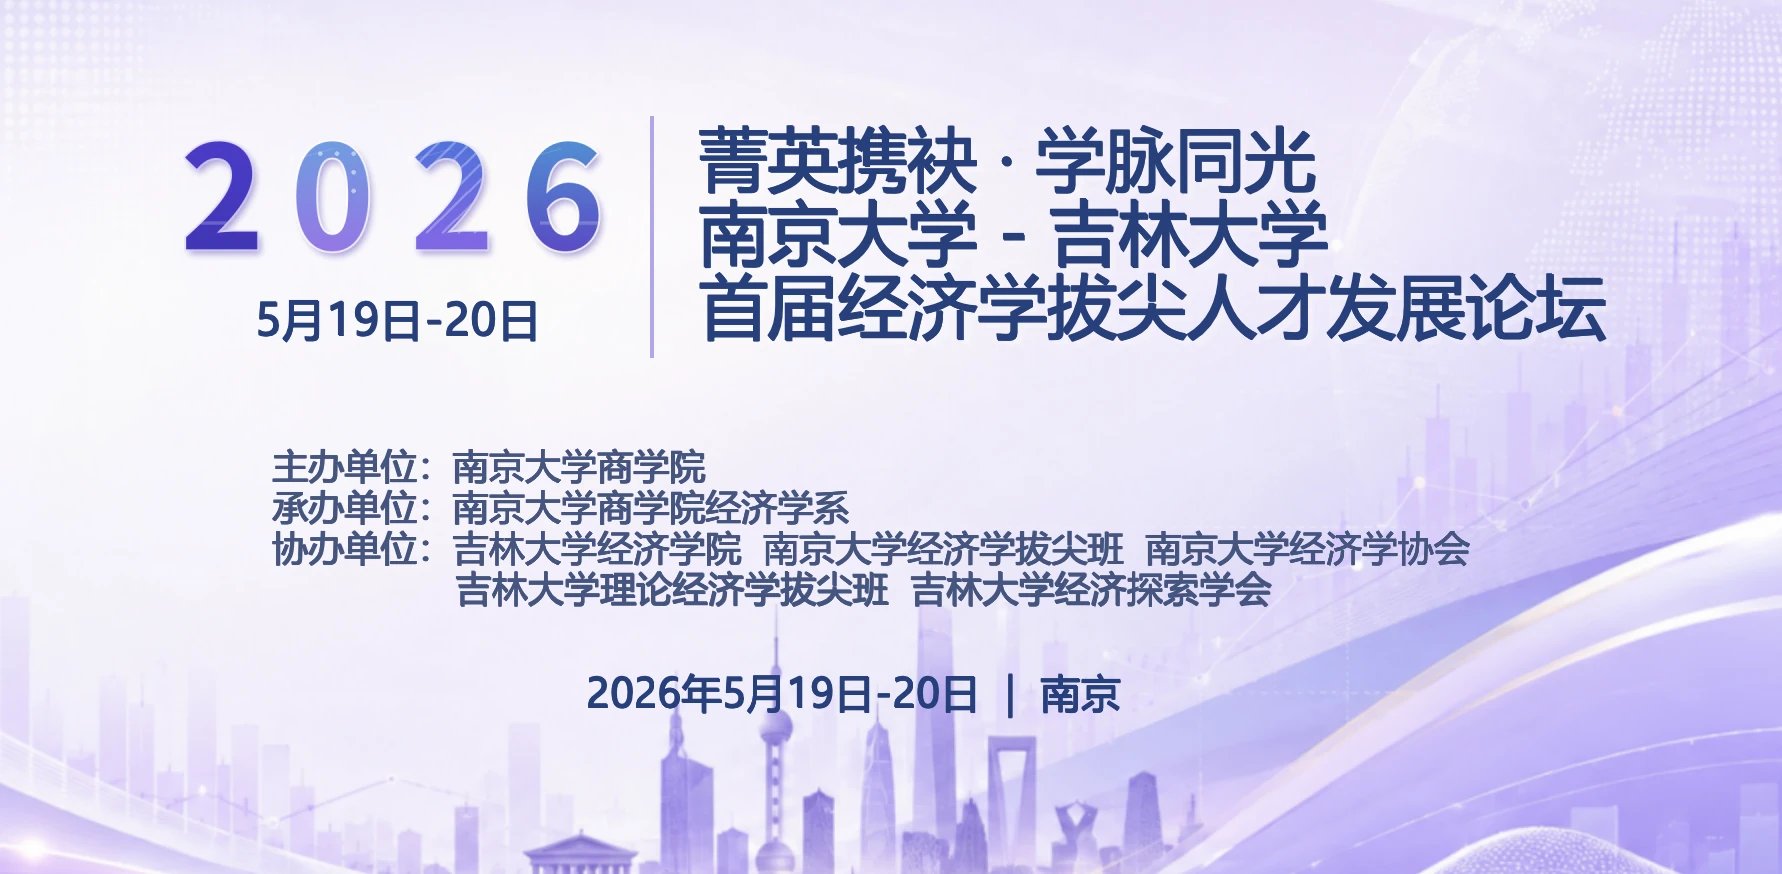 2026
5月19日-20日
菁英携袂·学脉同光
南京大学 - 吉林大学
首届经济学拔尖人才发展论坛
主办单位：南京大学商学院
承办单位：南京大学商学院经济学系
协办单位：吉林大学经济学院 南京大学经济学拔尖班 南京大学经济学协会
吉林大学理论经济学拔尖班 吉林大学经济探索学会
2026年5月19日-20日 | 南京